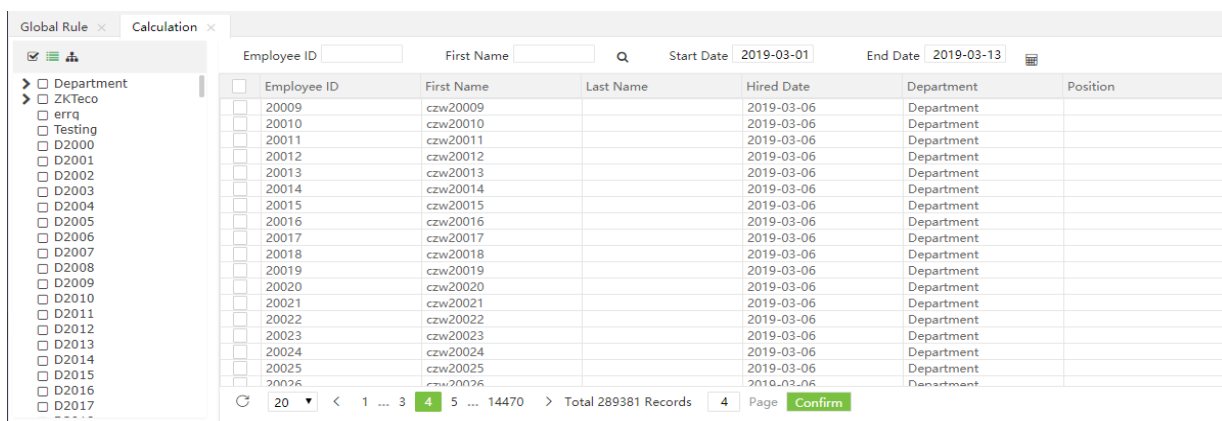 Global Rule × Calculation ×
Employee ID First Name Start Date 2019-03-01 End Date 2019-03-13
Department
ZKTeco
errq
Testing
D2000
D2001
D2002
D2003
D2004
D2005
D2006
D2007
D2008
D2009
D2010
D2011
D2012
D2013
D2014
D2015
D2016
D2017
Employee ID First Name Last Name Hired Date Department Position
20009 czw20009 2019-03-06 Department
20010 czw20010 2019-03-06 Department
20011 czw20011 2019-03-06 Department
20012 czw20012 2019-03-06 Department
20013 czw20013 2019-03-06 Department
20014 czw20014 2019-03-06 Department
20015 czw20015 2019-03-06 Department
20016 czw20016 2019-03-06 Department
20017 czw20017 2019-03-06 Department
20018 czw20018 2019-03-06 Department
20019 czw20019 2019-03-06 Department
20020 czw20020 2019-03-06 Department
20021 czw20021 2019-03-06 Department
20022 czw20022 2019-03-06 Department
20023 czw20023 2019-03-06 Department
20024 czw20024 2019-03-06 Department
20025 czw20025 2019-03-06 Department
20026 czw20026 2019-03-06 Department
20 < 1 ... 3 4 5 ... 14470 > Total 289381 Records 4 Page Confirm